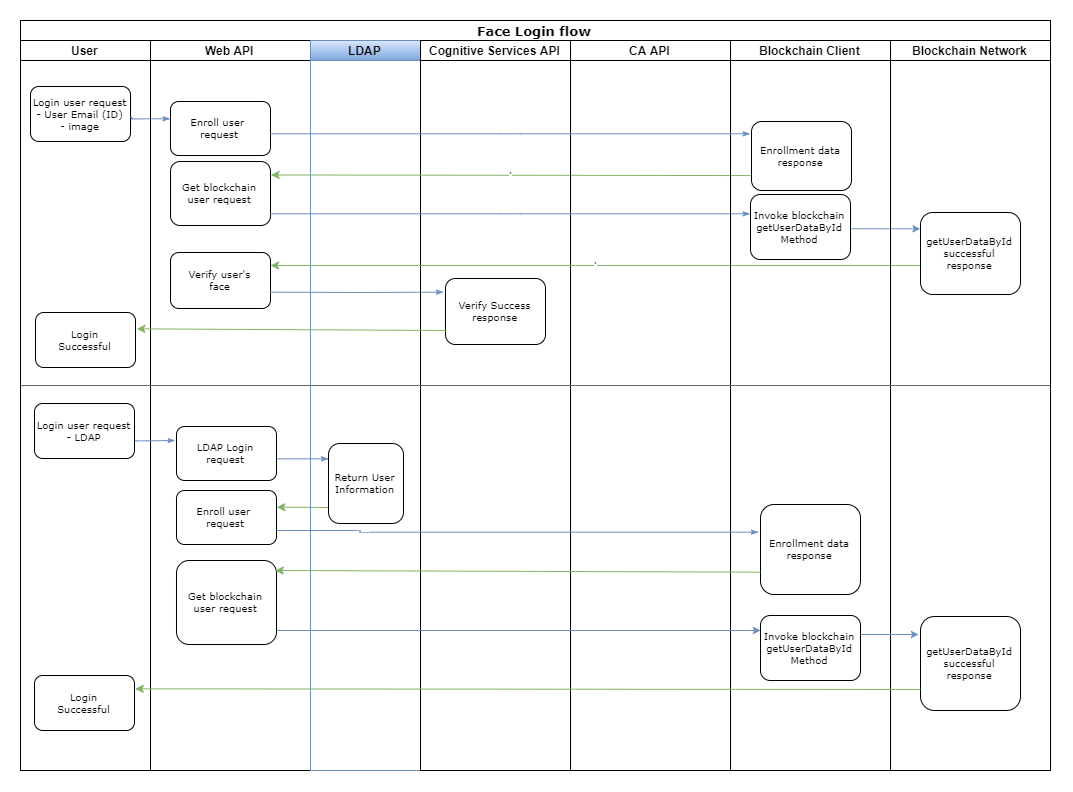 Face Login flow
User
Web API
LDAP
Cognitive Services API
CA API
Blockchain Client
Blockchain Network
Login user request
- User Email (ID)
- image
Enroll user
request
Enrollment data
response
Get blockchain
user request
Invoke blockchain
getUserDataById
Method
getUserDataById
successful
response
Verify user's
face
Verify Success
response
Login
Successful
Login user request
- LDAP
LDAP Login
request
Return User
Information
Enroll user
request
Enrollment data
response
Get blockchain
user request
Invoke blockchain
getUserDataById
Method
getUserDataById
successful
response
Login
Successful